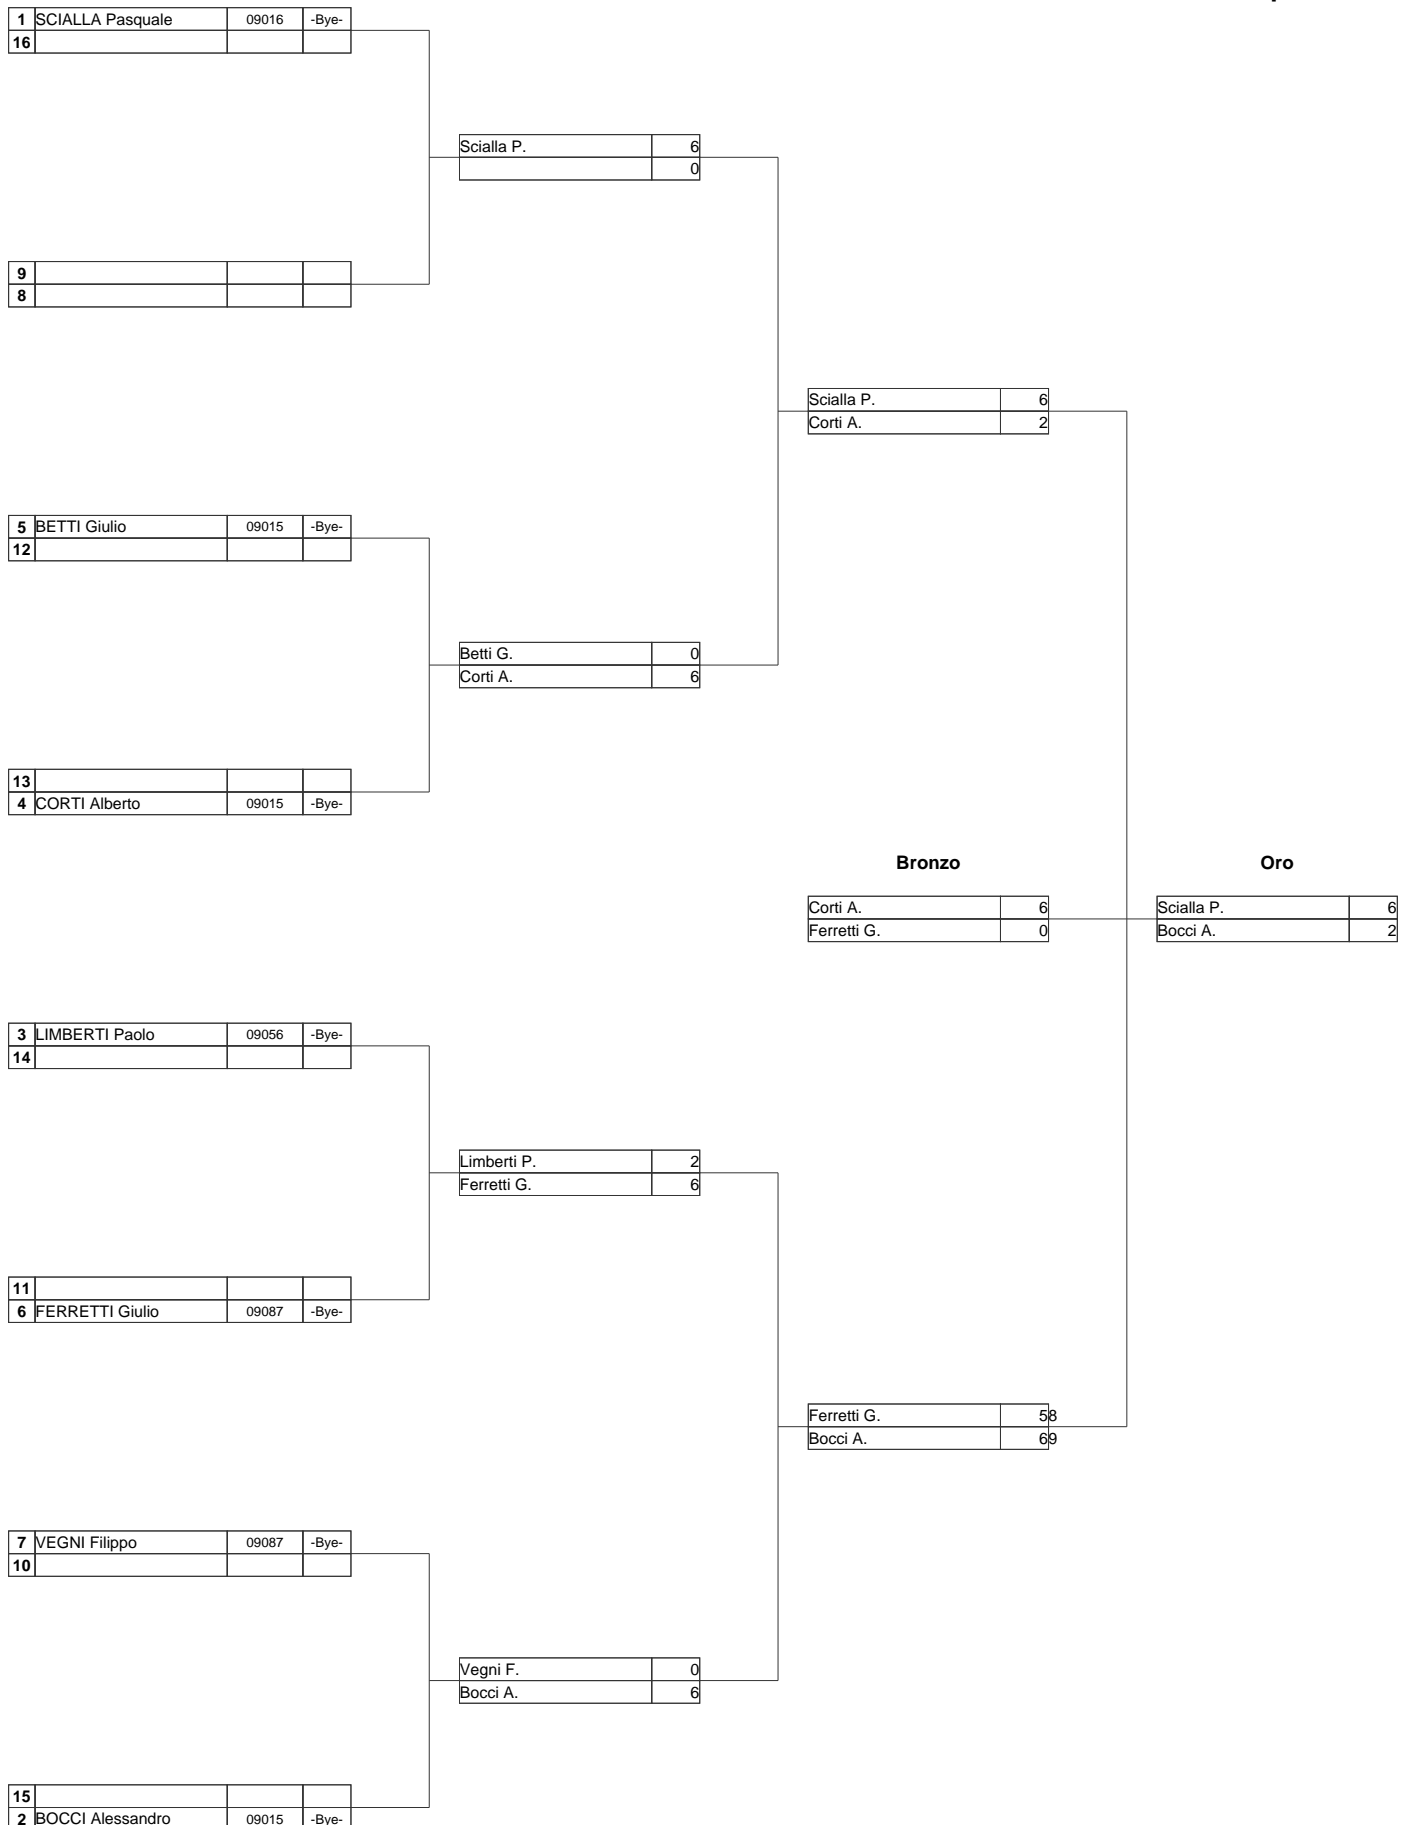 1 SCIALLA Pasquale 09016 -Bye-
16
Scialla P. 6
0
9
8
Scialla P. 6
Corti A. 2
5 BETTI Giulio 09015 -Bye-
12
Betti G. 0
Corti A. 6
13
4 CORTI Alberto 09015 -Bye-
Bronzo Oro
Corti A. 6 Scialla P. 6
Ferretti G. 0 Bocci A. 2
3 LIMBERTI Paolo 09056 -Bye-
14
Limberti P. 2
Ferretti G. 6
11
6 FERRETTI Giulio 09087 -Bye-
Ferretti G. 58
Bocci A. 69
7 VEGNI Filippo 09087 -Bye-
10
Vegni F. 0
Bocci A. 6
15
2 BOCCI Alessandro 09015 -Bye-